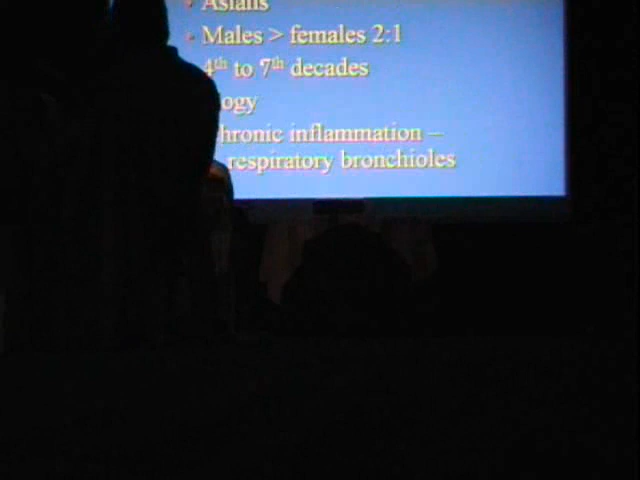 Asians
Males > females 2:1
4th to 7th decades
ogy
hronic inflammation –
respiratory bronchioles